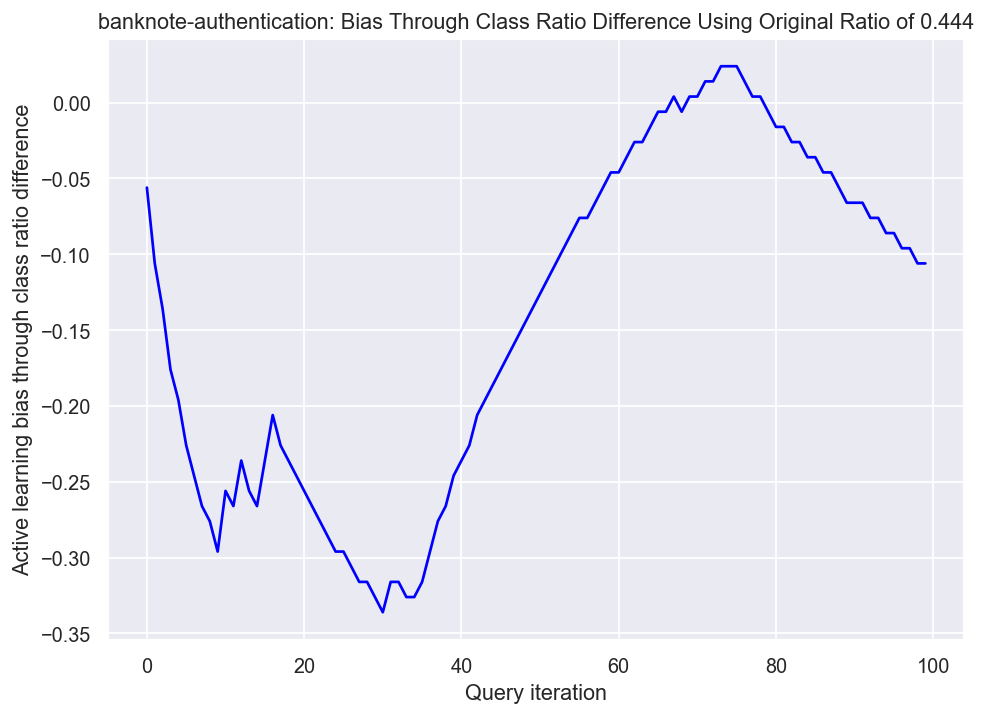 banknote-authentication: Bias Through Class Ratio Difference Using Original Ratio of 0.444
Active learning bias through class ratio difference
0.00
−0.05
−0.10
−0.15
−0.20
−0.25
−0.30
−0.35
0 20 40 60 80 100
Query iteration